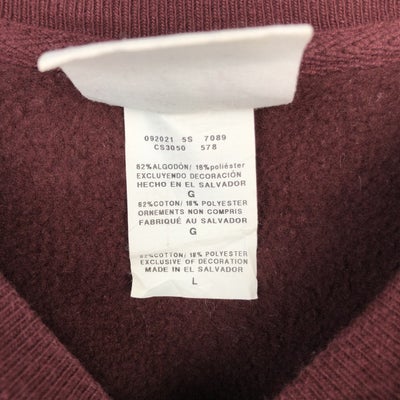 092021 5S 7089
CS3050 578
82%ALGODÓN/ 18%poliéster
EXCLUYENDO DECORACIÓN
HECHO EN EL SALVADOR
G
82%COTON/ 18% POLYESTER
ORNEMENTS NON COMPRIS
FABRIQUÉ AU SALVADOR
G
82%COTTON/ 18% POLYESTER
EXCLUSIVE OF DECORATION
MADE IN EL SALVADOR
L